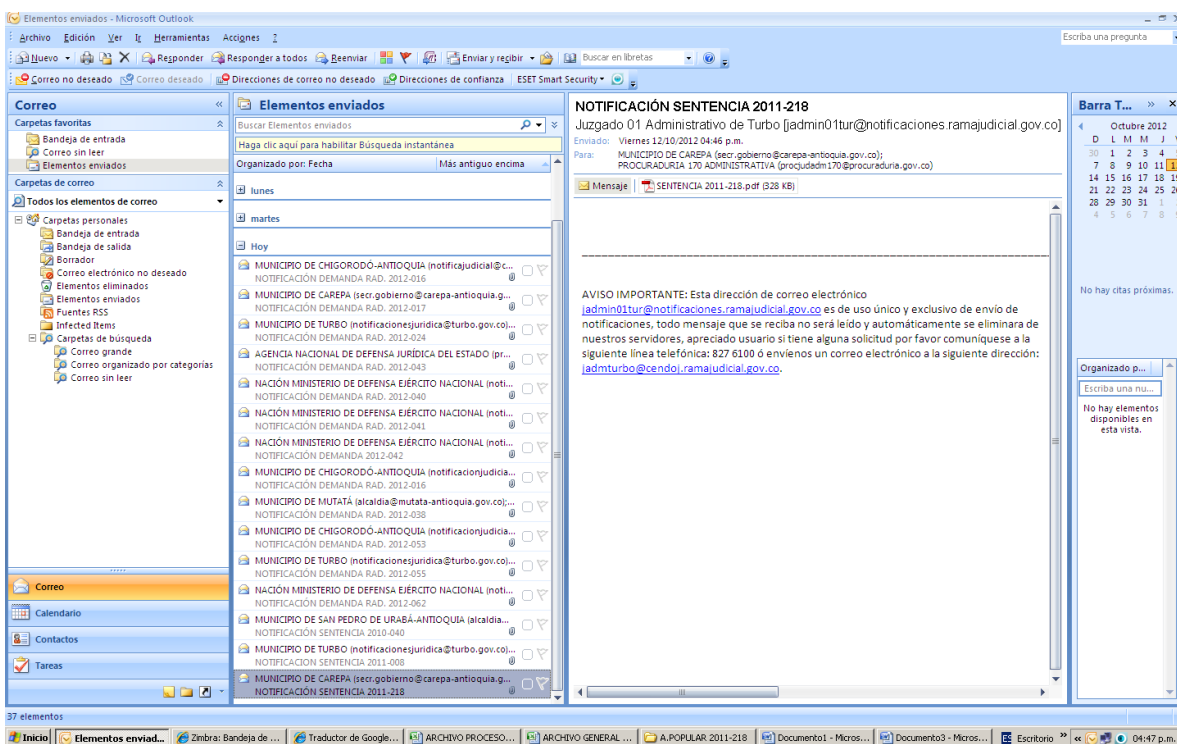 Elementos enviados - Microsoft Outlook
Archivo Edición Ver Ir Herramientas Acciones ?
Escriba una pregunta
Nuevo Responder Responder a todos Reenviar Enviar y recibir Buscar en libretas
Correo no deseado Correo deseado Direcciones de correo no deseado Direcciones de confianza ESET Smart Security
Correo
Carpetas favoritas
Bandeja de entrada
Correo sin leer
Elementos enviados
Carpetas de correo
Todos los elementos de correo
Carpetas personales
Bandeja de entrada
Bandeja de salida
Borrador
Correo electrónico no deseado
Elementos eliminados
Elementos enviados
Fuentes RSS
Infected Items
Carpetas de búsqueda
Correo grande
Correo organizado por categorías
Correo sin leer
Correo
Calendario
Contactos
Tareas
Elementos enviados
Buscar Elementos enviados
Haga clic aquí para habilitar Búsqueda instantánea
Organizado por: Fecha Más antiguo encima
lunes
martes
Hoy
MUNICIPIO DE CHIGORODÓ-ANTIOQUIA (notificajudicial@c...
NOTIFICACIÓN DEMANDA RAD. 2012-016
MUNICIPIO DE CAREPA (secr.gobierno@carepa-antioquia.g...
NOTIFICACIÓN DEMANDA RAD. 2012-017
MUNICIPIO DE TURBO (notificacionesjuridica@turbo.gov.co)...
NOTIFICACIÓN DEMANDA RAD. 2012-024
AGENCIA NACIONAL DE DEFENSA JURÍDICA DEL ESTADO (pr...
NOTIFICACIÓN DEMANDA RAD. 2012-043
NACIÓN MINISTERIO DE DEFENSA EJÉRCITO NACIONAL (noti...
NOTIFICACIÓN DEMANDA RAD. 2012-040
NACIÓN MINISTERIO DE DEFENSA EJÉRCITO NACIONAL (noti...
NOTIFICACIÓN DEMANDA RAD. 2012-041
NACIÓN MINISTERIO DE DEFENSA EJÉRCITO NACIONAL (noti...
NOTIFICACIÓN DEMANDA 2012-042
MUNICIPIO DE CHIGORODÓ-ANTIOQUIA (notificacionjudicia...
NOTIFICACIÓN DEMANDA RAD. 2012-016
MUNICIPIO DE MUTATÁ (alcaldia@mutata-antioquia.gov.co);...
NOTIFICACIÓN DEMANDA RAD. 2012-038
MUNICIPIO DE CHIGORODÓ-ANTIOQUIA (notificacionjudicia...
NOTIFICACIÓN DEMANDA RAD. 2012-053
MUNICIPIO DE TURBO (notificacionesjuridica@turbo.gov.co)...
NOTIFICACIÓN DEMANDA RAD. 2012-055
NACIÓN MINISTERIO DE DEFENSA EJÉRCITO NACIONAL (noti...
NOTIFICACIÓN DEMANDA RAD. 2012-062
MUNICIPIO DE SAN PEDRO DE URABÁ-ANTIOQUIA (alcaldia...
NOTIFICACIÓN SENTENCIA 2010-040
MUNICIPIO DE TURBO (notificacionesjuridica@turbo.gov.co)...
NOTIFICACION SENTENCIA 2011-008
MUNICIPIO DE CAREPA (secr.gobierno@carepa-antioquia.g...
NOTIFICACIÓN SENTENCIA 2011-218
NOTIFICACIÓN SENTENCIA 2011-218
Juzgado 01 Administrativo de Turbo [jadmin01tur@notificaciones.ramajudicial.gov.co]
Enviado: Viernes 12/10/2012 04:46 p.m.
Para: MUNICIPIO DE CAREPA (secr.gobierno@carepa-antioquia.gov.co);
PROCURADURIA 170 ADMINISTRATIVA (procjudadm170@procuraduria.gov.co)
Mensaje SENTENCIA 2011-218.pdf (328 KB)
AVISO IMPORTANTE: Esta dirección de correo electrónico
jadmin01tur@notificaciones.ramajudicial.gov.co es de uso único y exclusivo de envío de
notificaciones, todo mensaje que se reciba no será leído y automáticamente se eliminara de
nuestros servidores, apreciado usuario si tiene alguna solicitud por favor comuníquese a la
siguiente línea telefónica: 827 6100 ó envíenos un correo electrónico a la siguiente dirección:
jadmturbo@cendoj.ramajudicial.gov.co.
Barra T...
Octubre 2012
D L M M J V
30 1 2 3 4
7 8 9 10 11
14 15 16 17 18 19
21 22 23 24 25 26
28 29 30 31 1
4 5 6 7 8
No hay citas próximas.
Organizado p...
Escriba una nu...
No hay elementos
disponibles en
esta vista.
37 elementos
Inicio Elementos enviad... Zimbra: Bandeja de ... Traductor de Google... ARCHIVO PROCESO... ARCHIVO GENERAL ... A.POPULAR 2011-218 Documento1 - Micros... Documento3 - Micros... ES Escritorio 04:47 p.m.